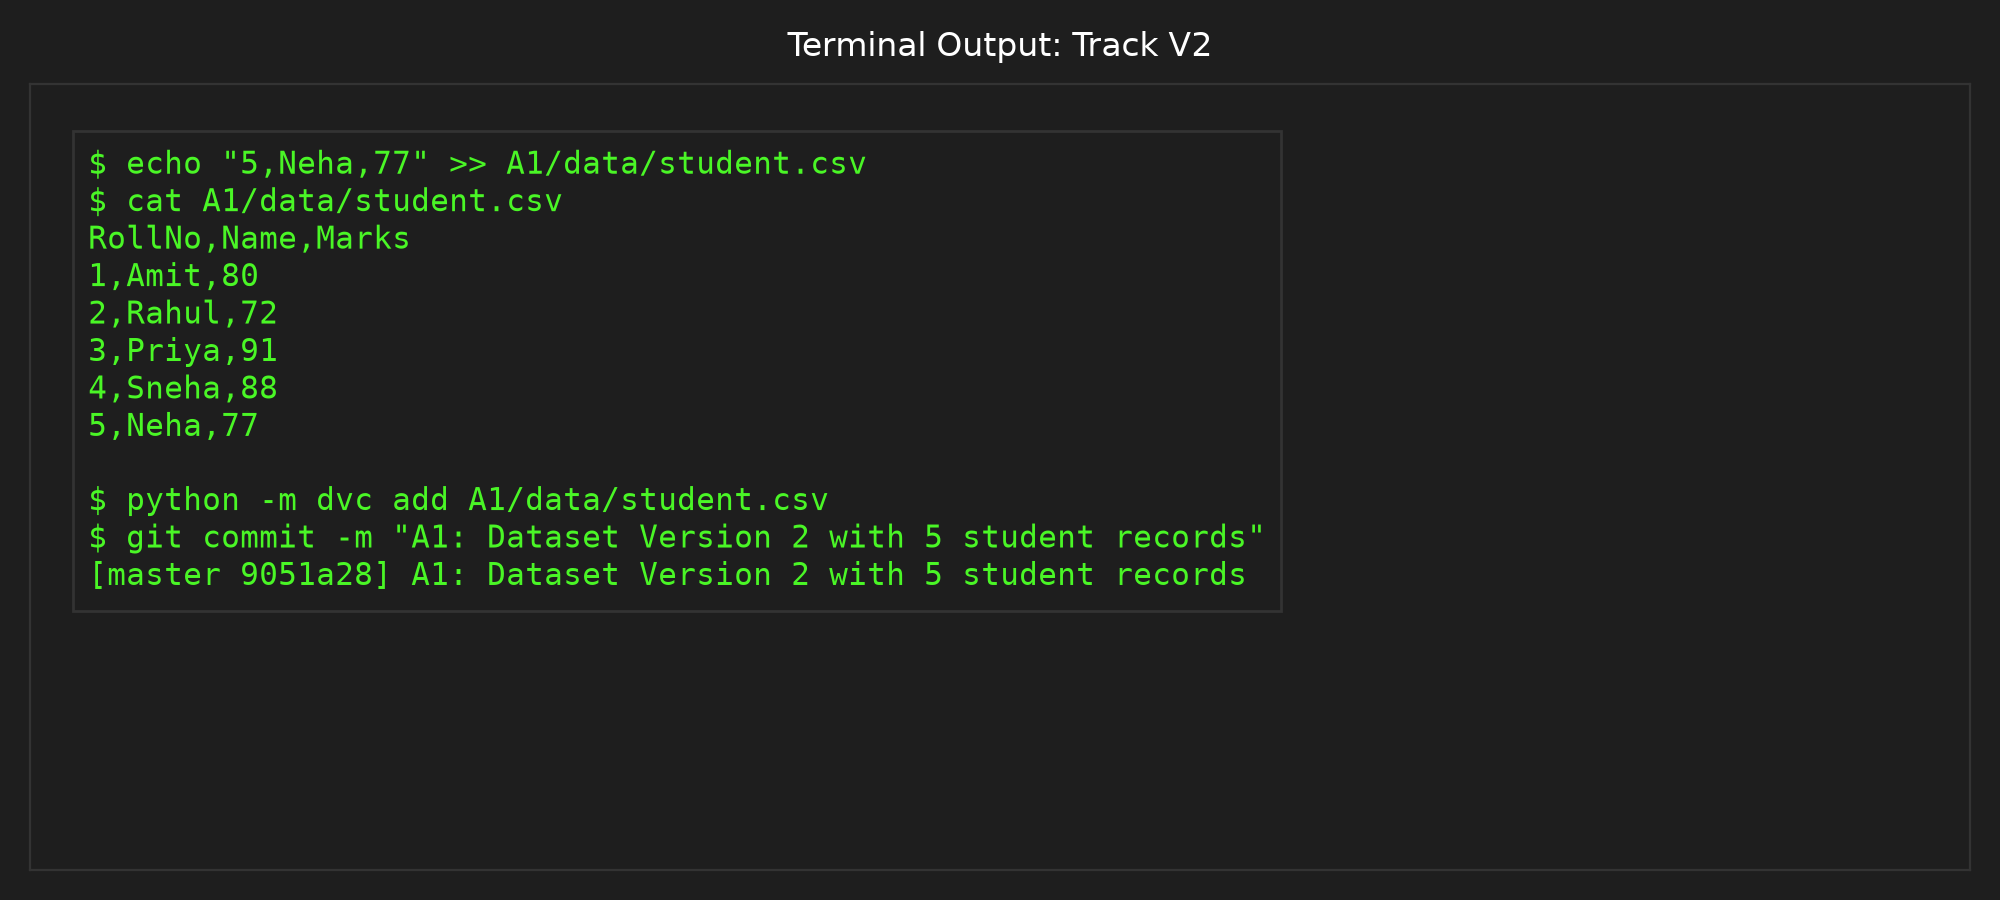 Terminal Output: Track V2
$ echo "5,Neha,77" >> A1/data/student.csv
$ cat A1/data/student.csv
RollNo,Name,Marks
1,Amit,80
2,Rahul,72
3,Priya,91
4,Sneha,88
5,Neha,77
$ python -m dvc add A1/data/student.csv
$ git commit -m "A1: Dataset Version 2 with 5 student records"
[master 9051a28] A1: Dataset Version 2 with 5 student records